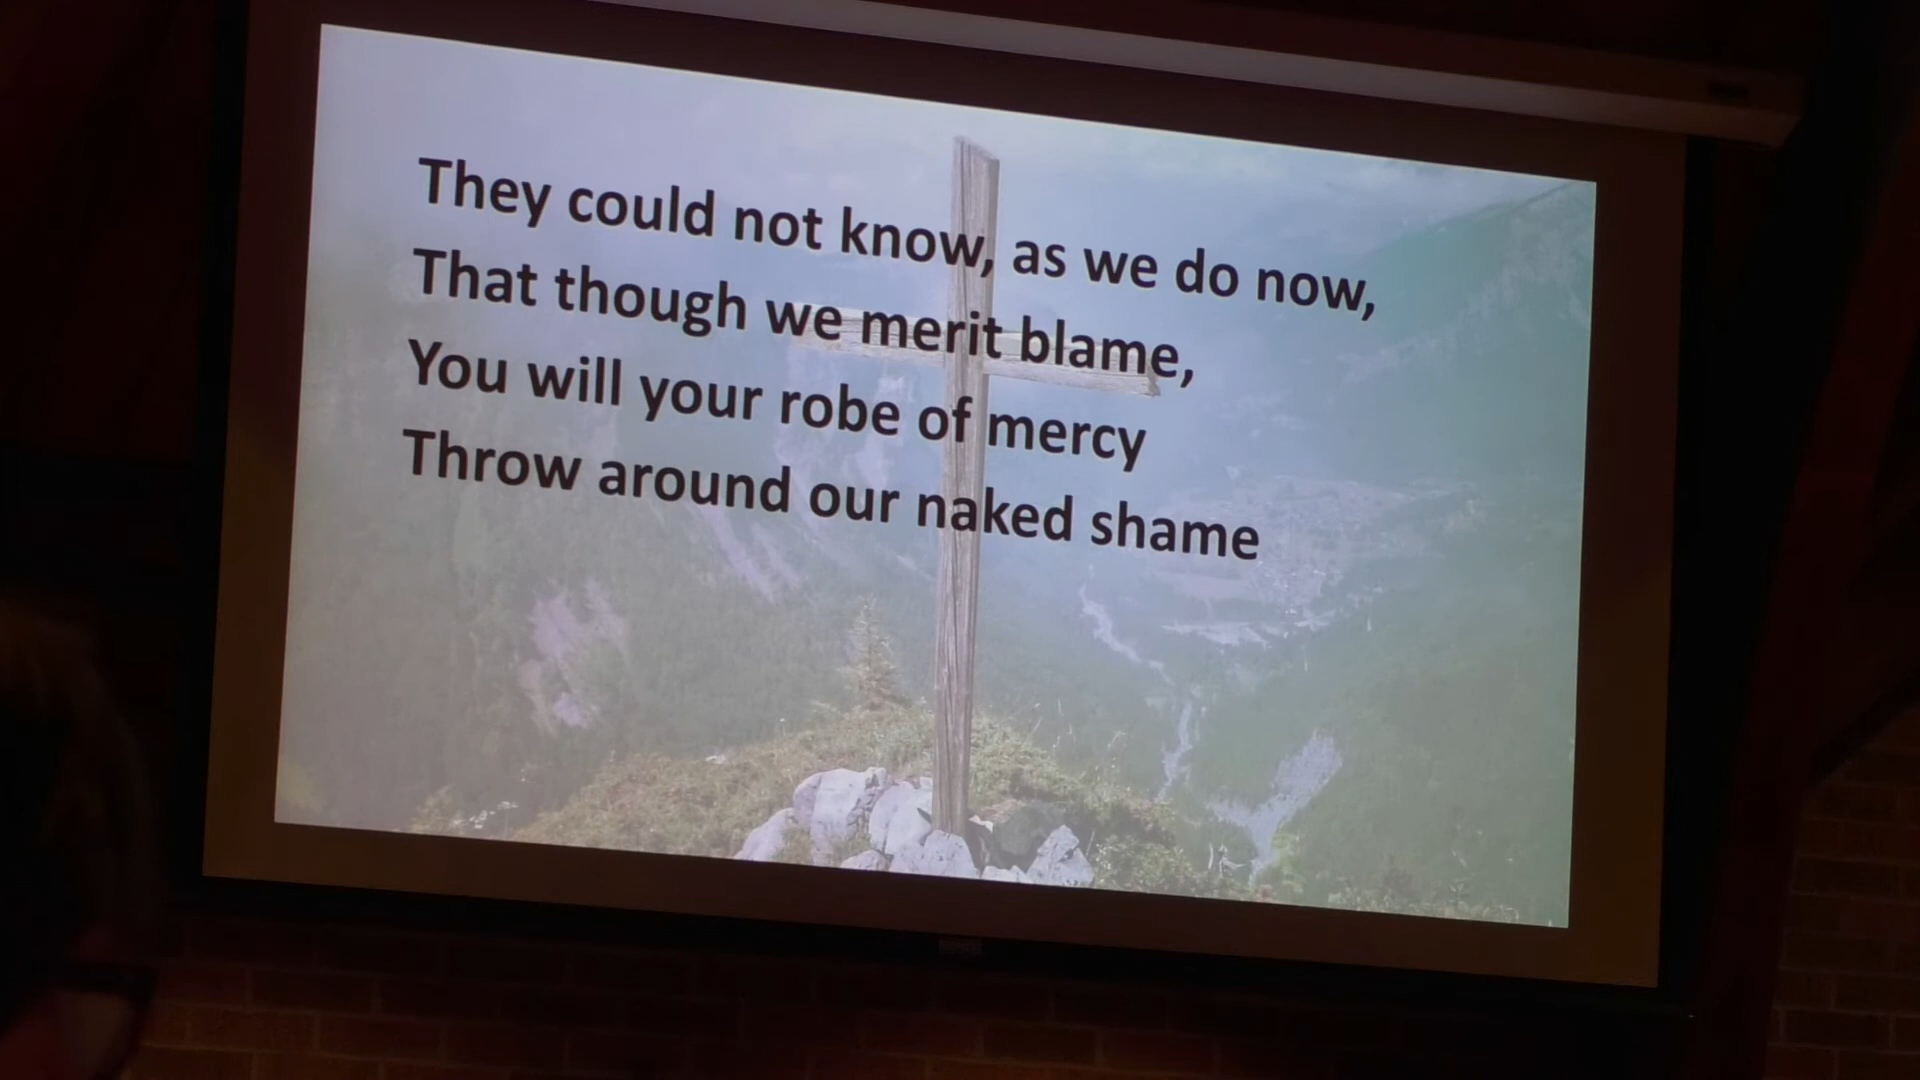 They could not know, as we do now,
That though we merit blame,
You will your robe of mercy
Throw around our naked shame